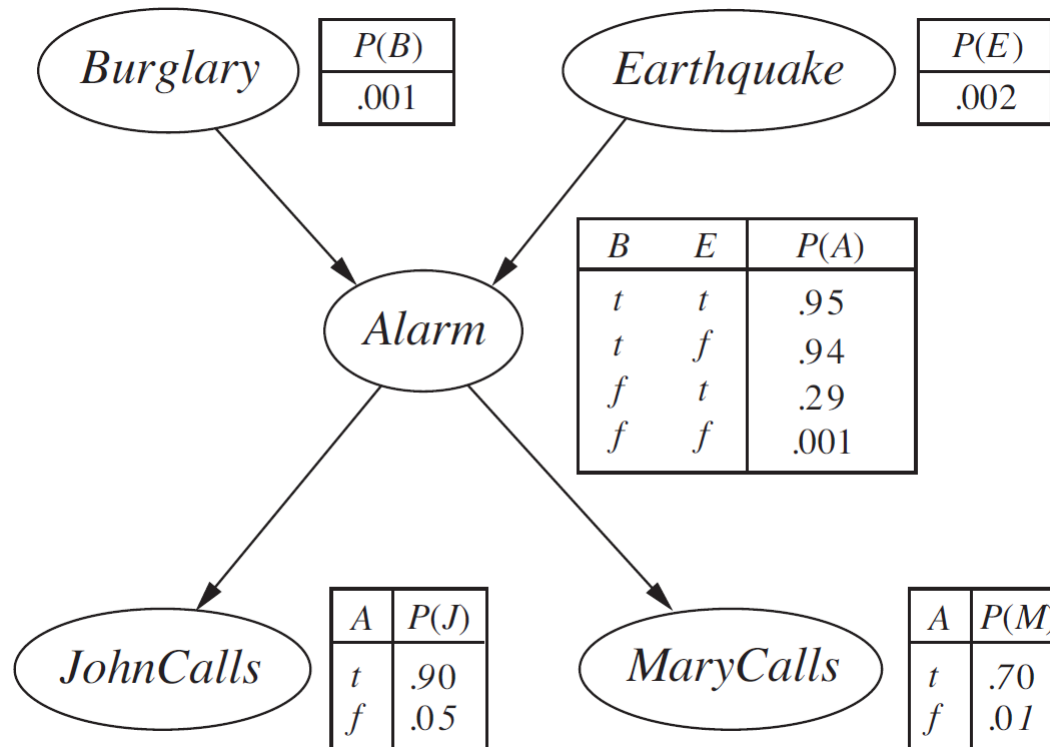 Burglary
P(B)
.001
Earthquake
P(E)
.002
B E P(A)
t t .95
t f .94
f t .29
f f .001
Alarm
JohnCalls
A P(J)
t .90
f .05
MaryCalls
A P(M)
t .70
f .01